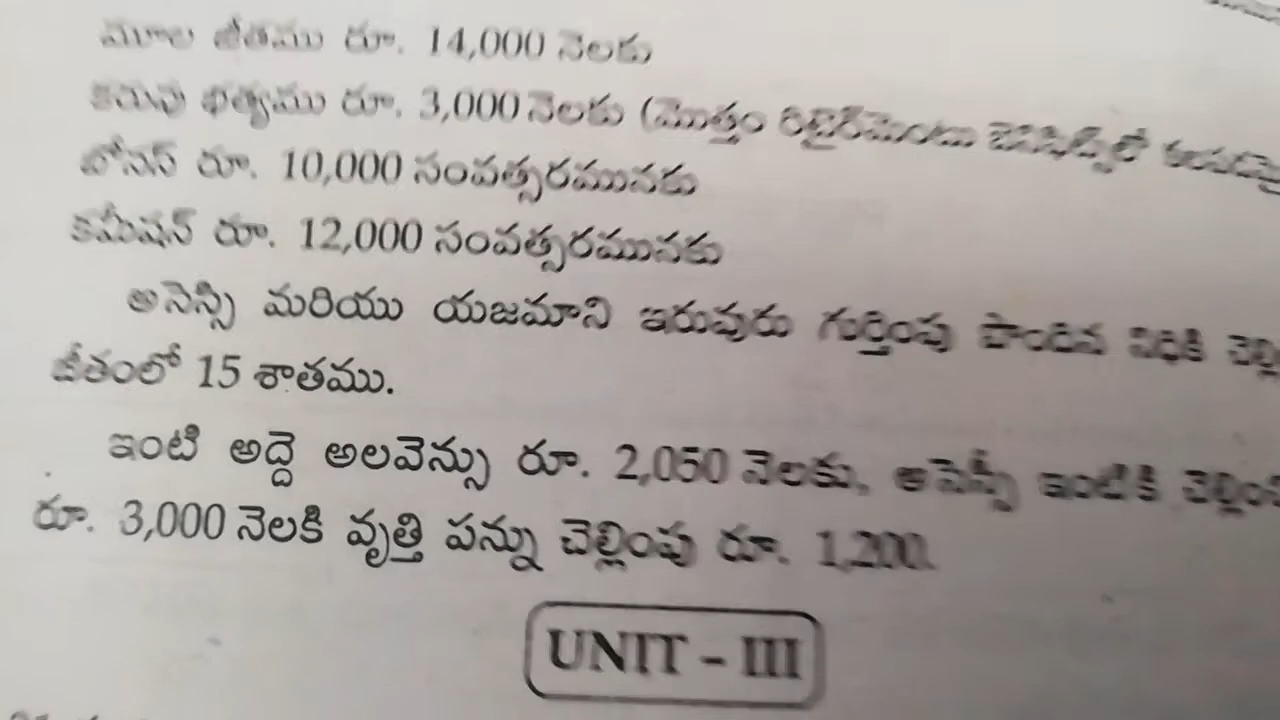 మూల జీతము రూ. 14,000 నెలకు
కరువు భత్యము రూ. 3,000 నెలకు (మొత్తం రిటైర్‌మెంటు బెనిఫిట్స్‌లో
బోనస్ రూ. 10,000 సంవత్సరమునకు
కమీషన్ రూ. 12,000 సంవత్సరమునకు
అసెస్సి మరియు యజమాని ఇరువురు గుర్తింపు పొందిన నిధికి
జీతంలో 15 శాతము.
ఇంటి అద్దె అలవెన్సు రూ. 2,050 నెలకు, అసెస్సీ ఇంటికి
రూ. 3,000 నెలకి వృత్తి పన్ను చెల్లింపు రూ. 1,200.
UNIT - III